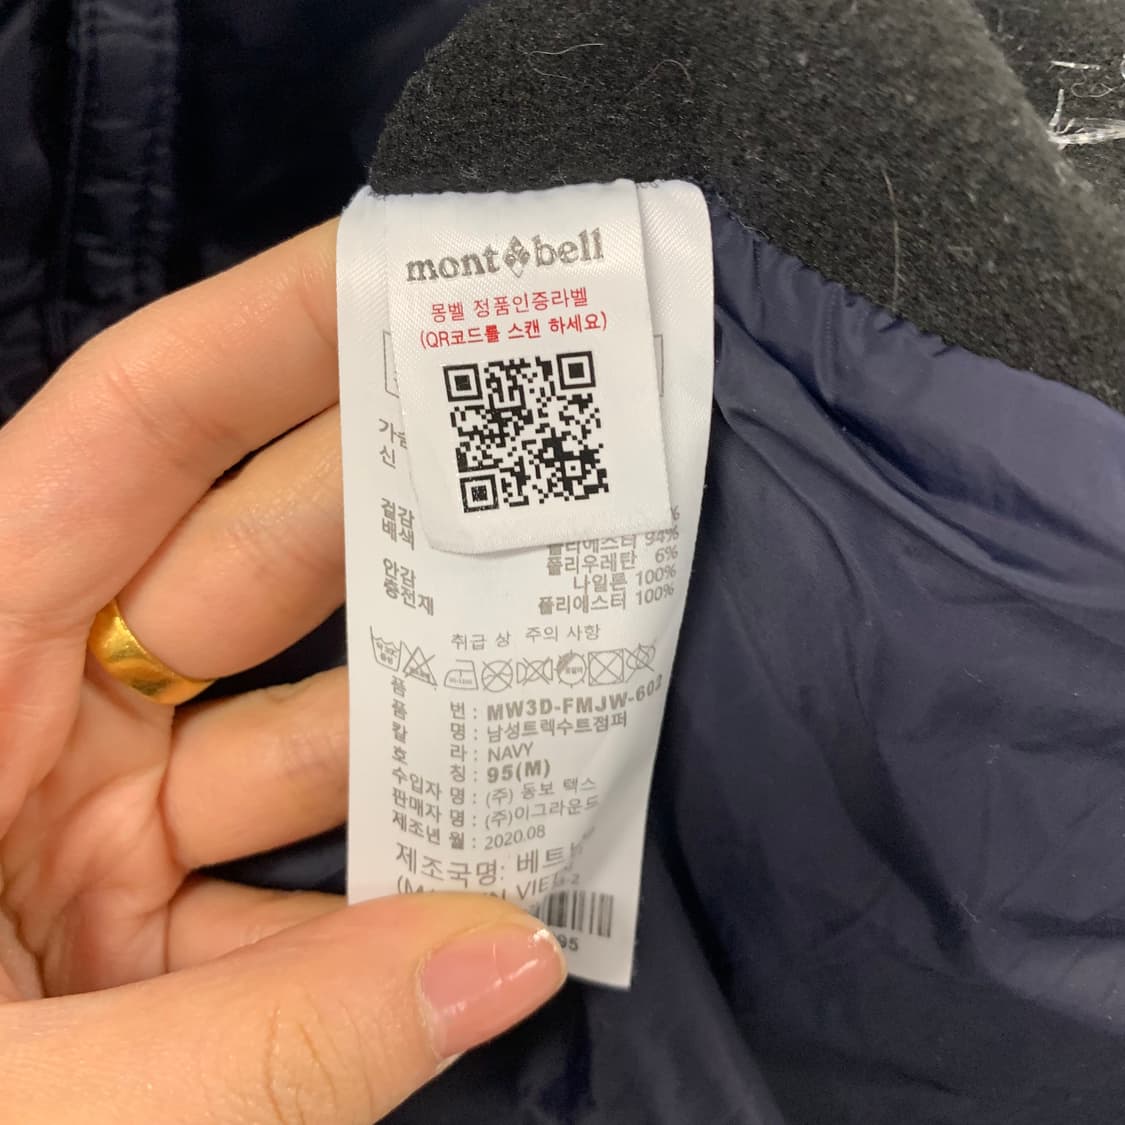 mont bell
몽벨 정품인증라벨
(QR코드를 스캔 하세요)
신
겉감
배색 폴리에스터 94%
폴리우레탄 6%
안감 나일론 100%
충전재 폴리에스터 100%
취급 상 주의 사항
품 번 : MW3D-FMJW-603
품 명 : 남성트렉수트점퍼
칼 라 : NAVY
호 칭 : 95(M)
수입자 명 : (주) 동보 텍스
판매자 명 : (주)이그라운드
제조년 월 : 2020.08
제조국명: 베트
95